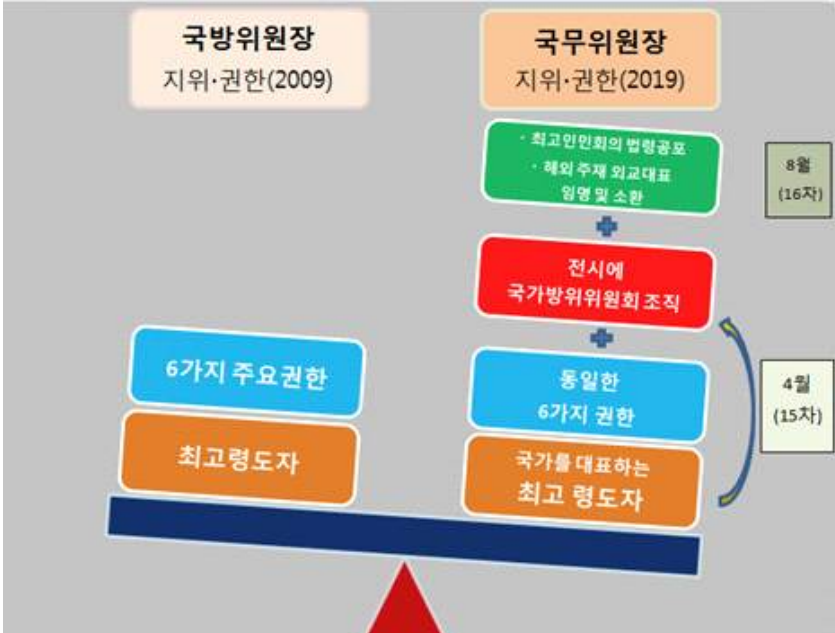 국방위원장
지위·권한(2009)
국무위원장
지위·권한(2019)
· 최고인민회의 법령공포
· 해외 주재 외교대표
임명 및 소환
8월
(16차)
전시에
국가방위위원회 조직
6가지 주요권한
동일한
6가지 권한
4월
(15차)
최고령도자
국가를 대표하는
최고 령도자